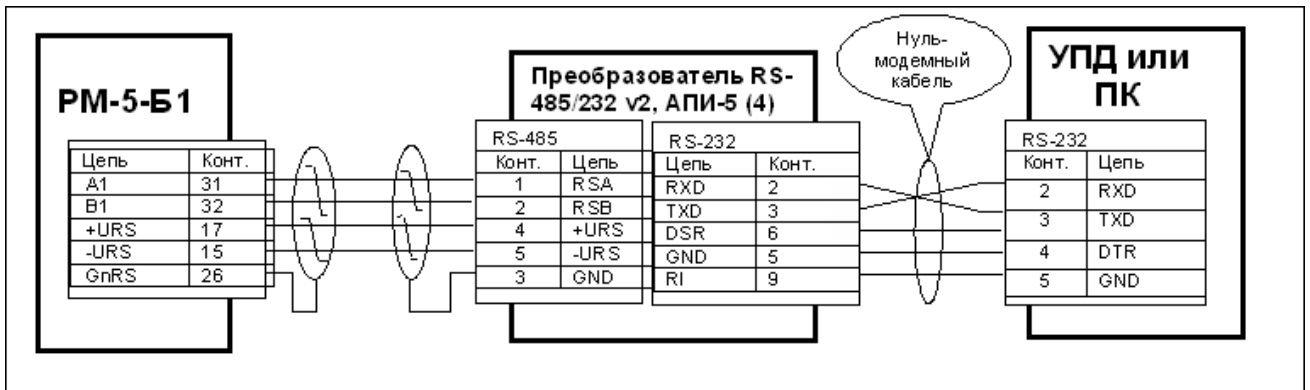 РМ-5-Б1
Цепь Конт.
A1 31
B1 32
+URS 17
-URS 15
GnRS 26
Преобразователь RS-
485/232 v2, АПИ-5 (4)
RS-485
Конт. Цепь
1 RSA
2 RSB
4 +URS
5 -URS
3 GND
RS-232
Цепь Конт.
RXD 2
TXD 3
DSR 6
GND 5
RI 9
Нуль-
модемный
кабель
УПД или
ПК
RS-232
Конт. Цепь
2 RXD
3 TXD
4 DTR
5 GND